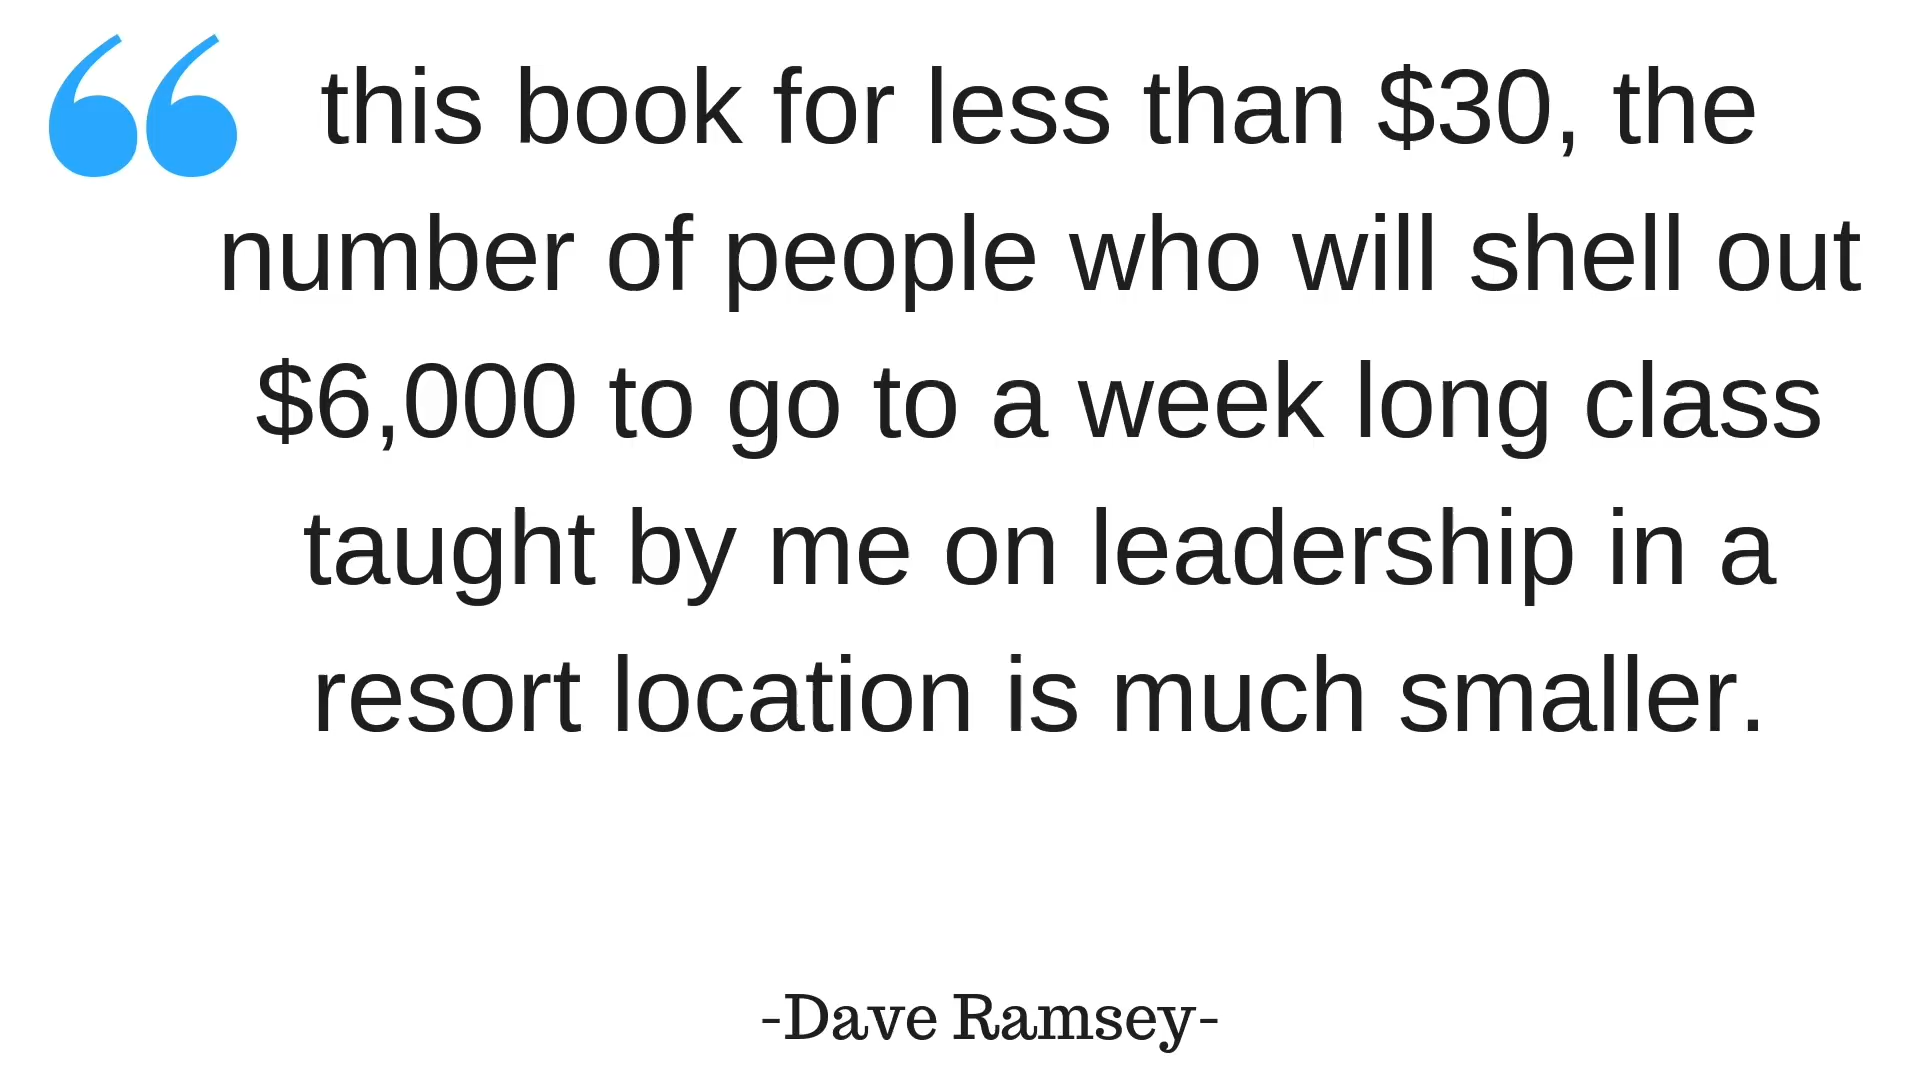 “ this book for less than $30, the
number of people who will shell out
$6,000 to go to a week long class
taught by me on leadership in a
resort location is much smaller.
-Dave Ramsey-